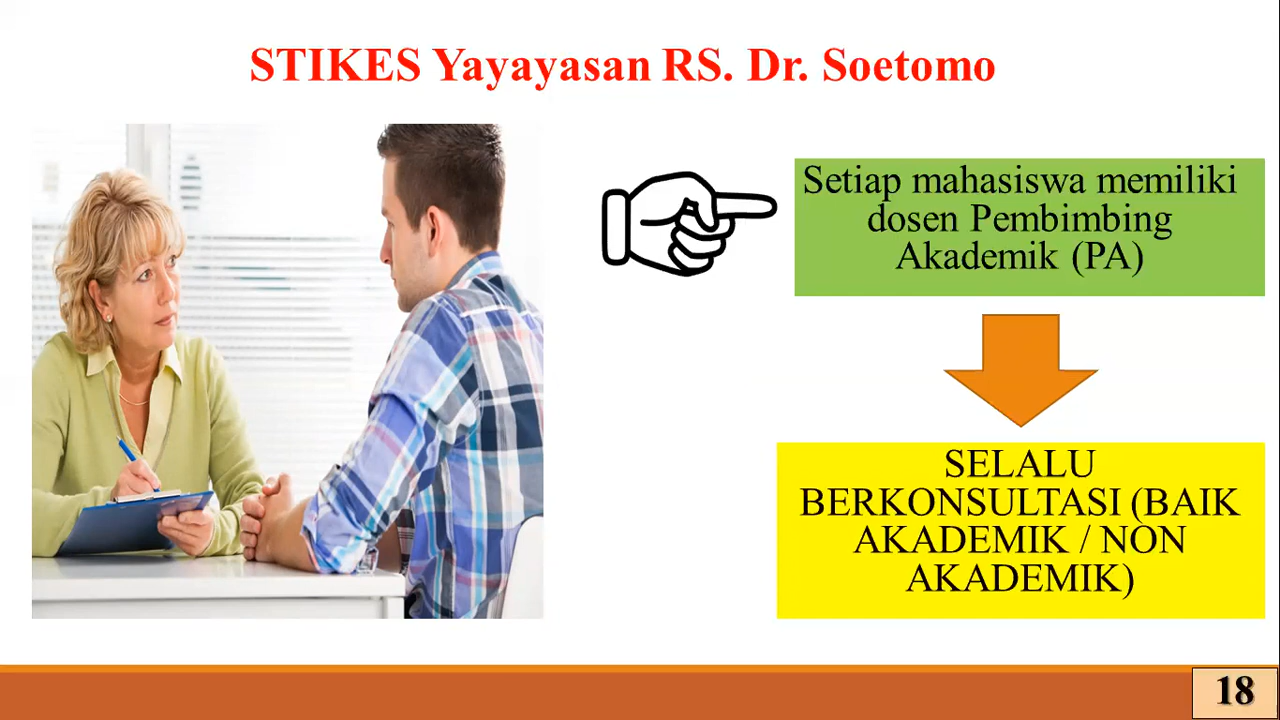 STIKES Yayayasan RS. Dr. Soetomo
Setiap mahasiswa memiliki
dosen Pembimbing
Akademik (PA)
SELALU
BERKONSULTASI (BAIK
AKADEMIK / NON
AKADEMIK)
18